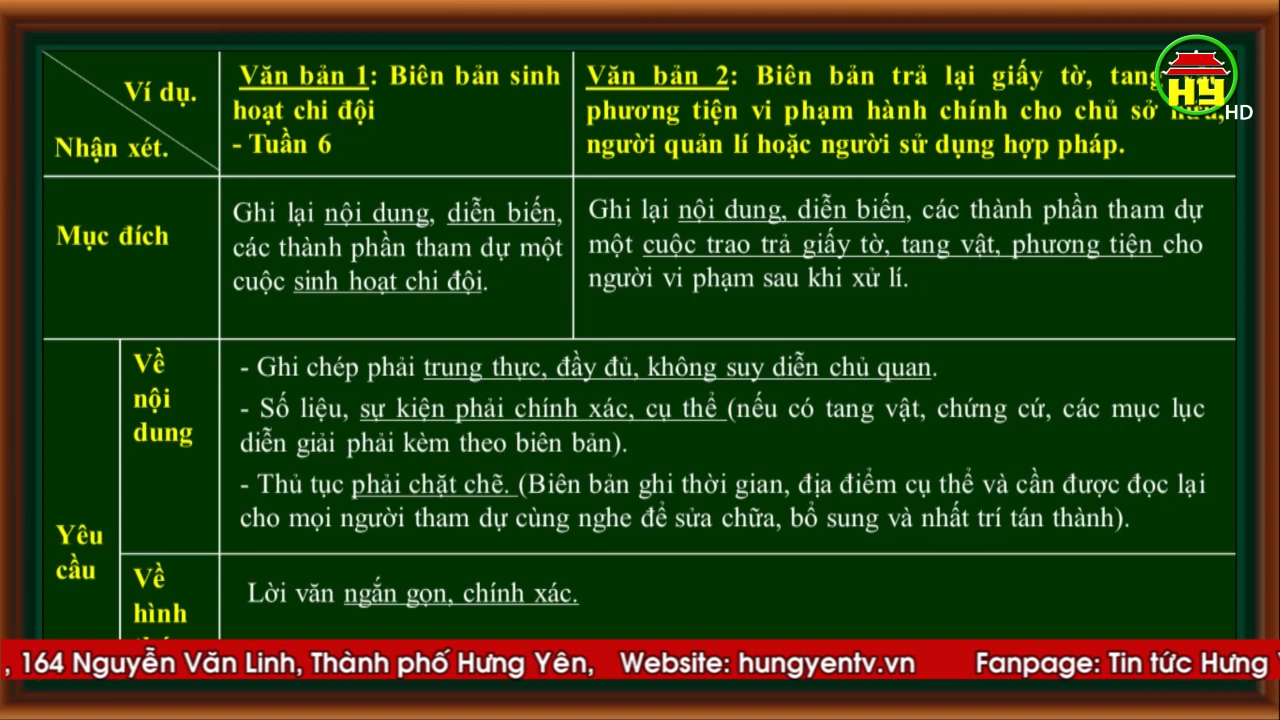 Ví dụ.
Nhận xét.
Văn bản 1: Biên bản sinh
hoạt chi đội
- Tuần 6
Văn bản 2: Biên bản trả lại giấy tờ, tang
phương tiện vi phạm hành chính cho chủ sở hữu,
người quản lí hoặc người sử dụng hợp pháp.
HY
HD
Mục đích
Ghi lại nội dung, diễn biến,
các thành phần tham dự một
cuộc sinh hoạt chi đội.
Ghi lại nội dung, diễn biến, các thành phần tham dự
một cuộc trao trả giấy tờ, tang vật, phương tiện cho
người vi phạm sau khi xử lí.
Yêu
cầu
Về
nội
dung
- Ghi chép phải trung thực, đầy đủ, không suy diễn chủ quan.
- Số liệu, sự kiện phải chính xác, cụ thể (nếu có tang vật, chứng cứ, các mục lục
diễn giải phải kèm theo biên bản).
- Thủ tục phải chặt chẽ. (Biên bản ghi thời gian, địa điểm cụ thể và cần được đọc lại
cho mọi người tham dự cùng nghe để sửa chữa, bổ sung và nhất trí tán thành).
Về
hình
Lời văn ngắn gọn, chính xác.
, 164 Nguyễn Văn Linh, Thành phố Hưng Yên, Website: hungyentv.vn Fanpage: Tin tức Hưng